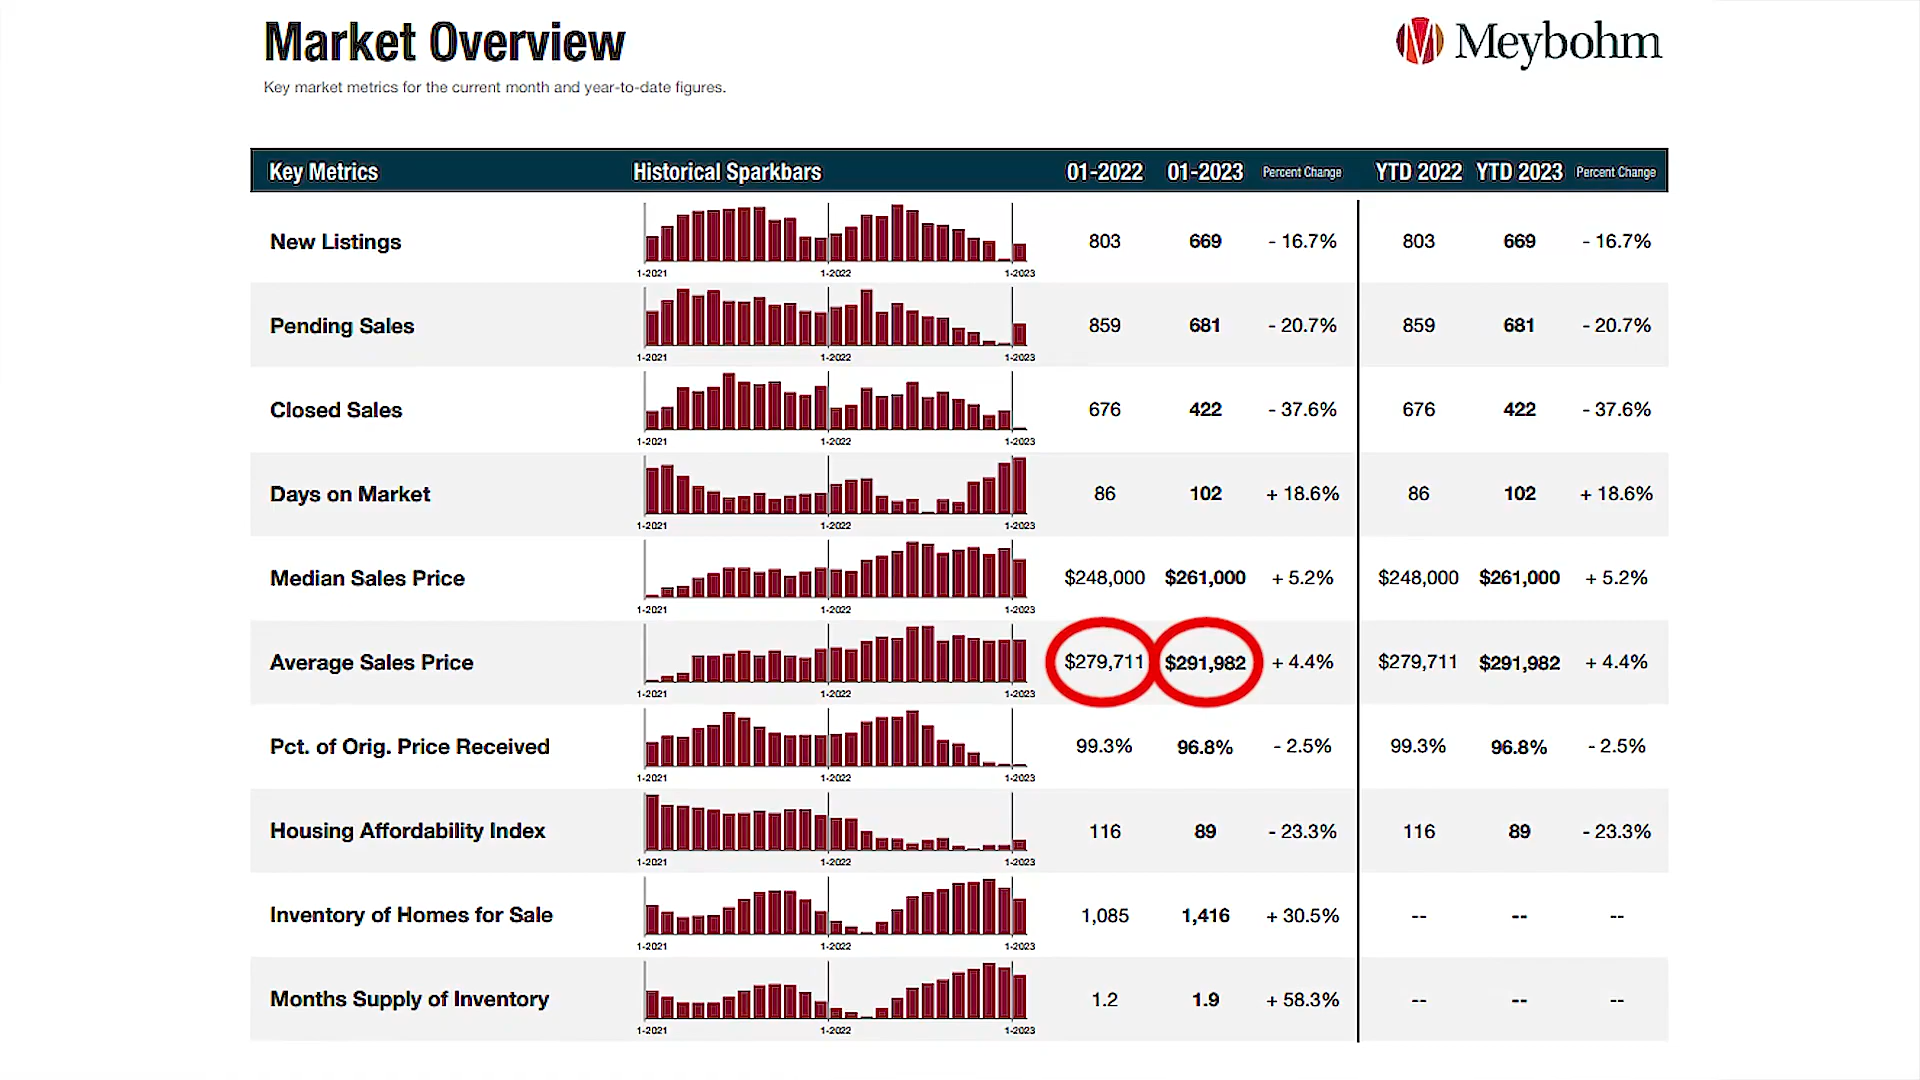 Market Overview
Meybohm
Key market metrics for the current month and year-to-date figures.
Key Metrics Historical Sparkbars 01-2022 01-2023 Percent Change YTD 2022 YTD 2023 Percent Change
New Listings 803 669 - 16.7% 803 669 - 16.7%
1-2021 1-2022 1-2023
Pending Sales 859 681 - 20.7% 859 681 - 20.7%
1-2021 1-2022 1-2023
Closed Sales 676 422 - 37.6% 676 422 - 37.6%
1-2021 1-2022 1-2023
Days on Market 86 102 + 18.6% 86 102 + 18.6%
1-2021 1-2022 1-2023
Median Sales Price $248,000 $261,000 + 5.2% $248,000 $261,000 + 5.2%
1-2021 1-2022 1-2023
Average Sales Price $279,711 $291,982 + 4.4% $279,711 $291,982 + 4.4%
1-2021 1-2022 1-2023
Pct. of Orig. Price Received 99.3% 96.8% - 2.5% 99.3% 96.8% - 2.5%
1-2021 1-2022 1-2023
Housing Affordability Index 116 89 - 23.3% 116 89 - 23.3%
1-2021 1-2022 1-2023
Inventory of Homes for Sale 1,085 1,416 + 30.5% -- -- --
1-2021 1-2022 1-2023
Months Supply of Inventory 1.2 1.9 + 58.3% -- -- --
1-2021 1-2022 1-2023